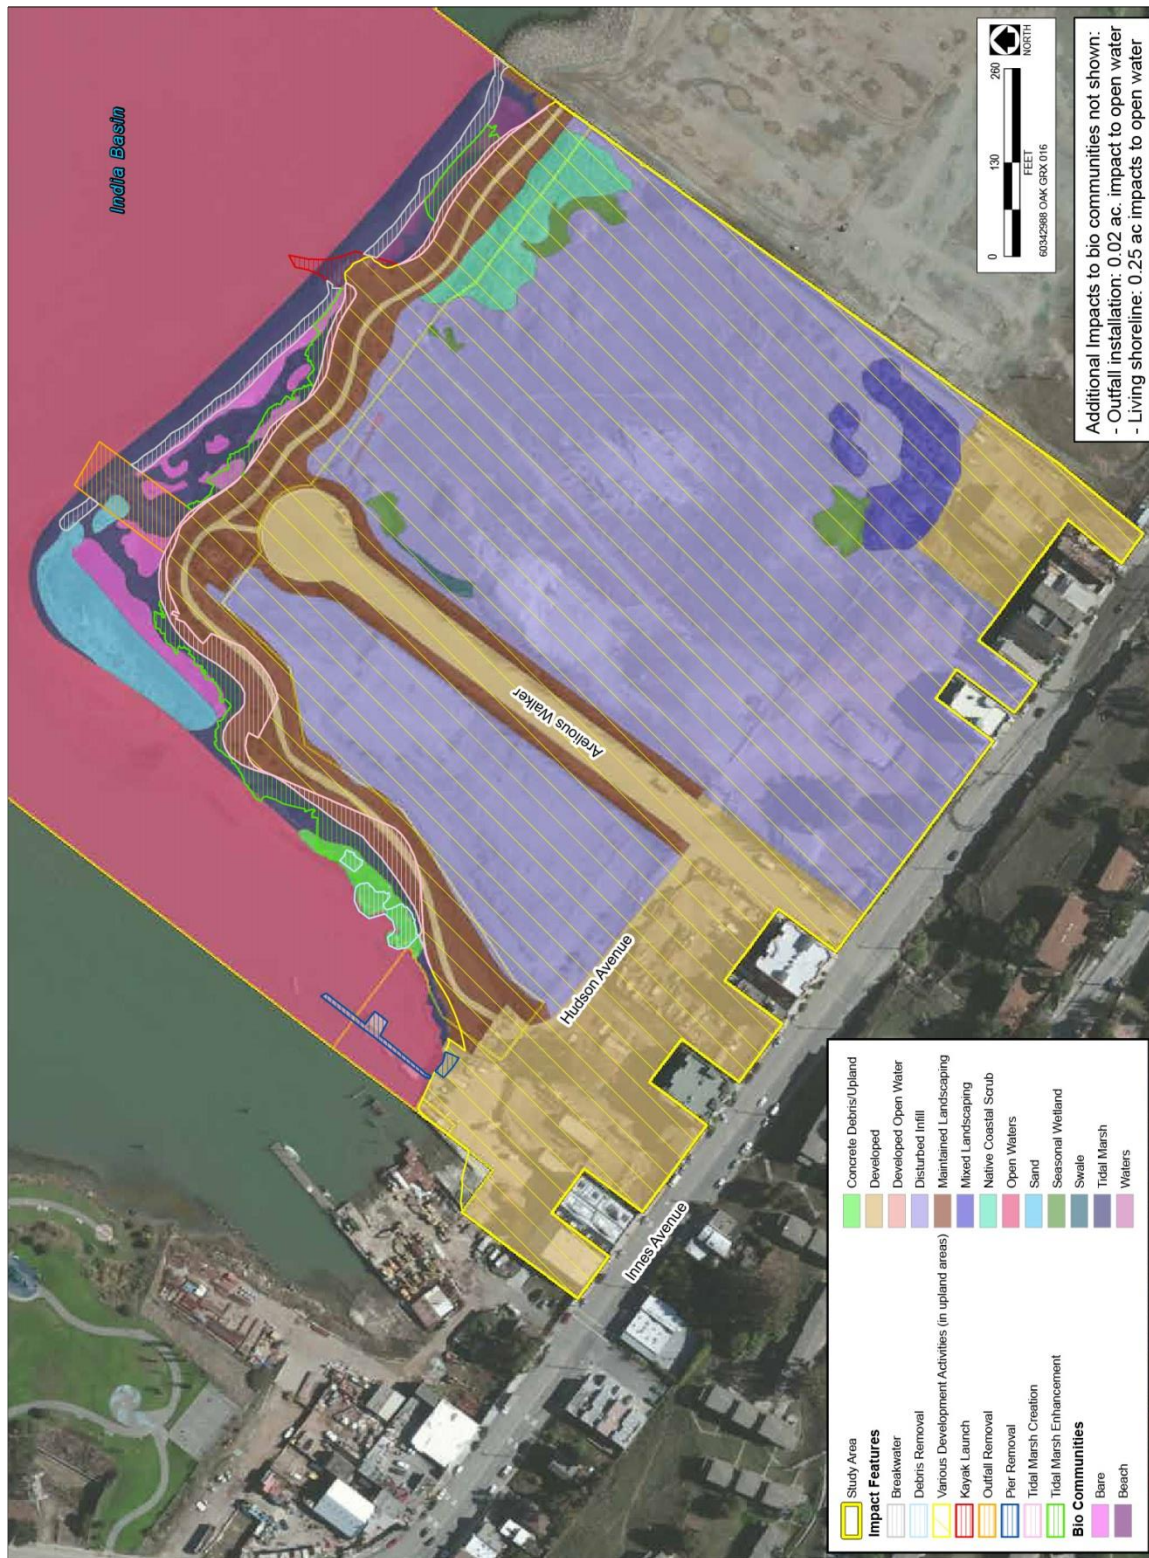 India Basin
Arelious Walker
Hudson Avenue
Innes Avenue
NORTH
0 130 260
FEET
60342988 OAK GRX 016
Additional Impacts to bio communities not shown:
- Outfall installation: 0.02 ac. impact to open water
- Living shoreline: 0.25 ac impacts to open water
Study Area
Impact Features
Breakwater
Debris Removal
Various Development Activities (in upland areas)
Kayak Launch
Outfall Removal
Pier Removal
Tidal Marsh Creation
Tidal Marsh Enhancement
Bio Communities
Bare
Beach
Concrete Debris/Upland
Developed
Developed Open Water
Disturbed Infill
Maintained Landscaping
Mixed Landscaping
Native Coastal Scrub
Open Waters
Sand
Seasonal Wetland
Swale
Tidal Marsh
Waters